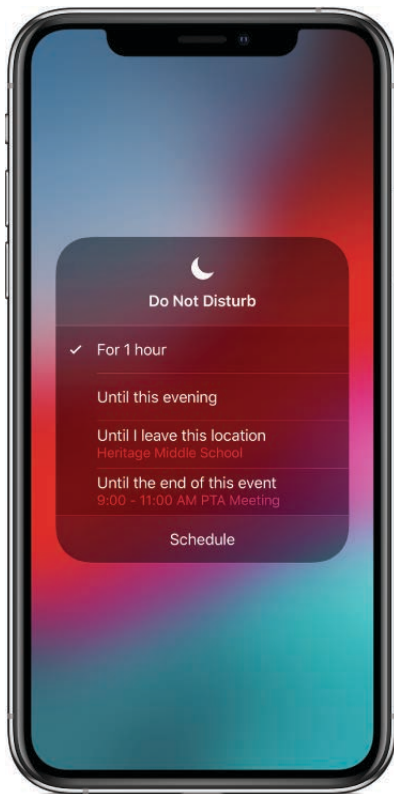 Do Not Disturb
For 1 hour
Until this evening
Until I leave this location
Heritage Middle School
Until the end of this event
9:00 - 11:00 AM PTA Meeting
Schedule